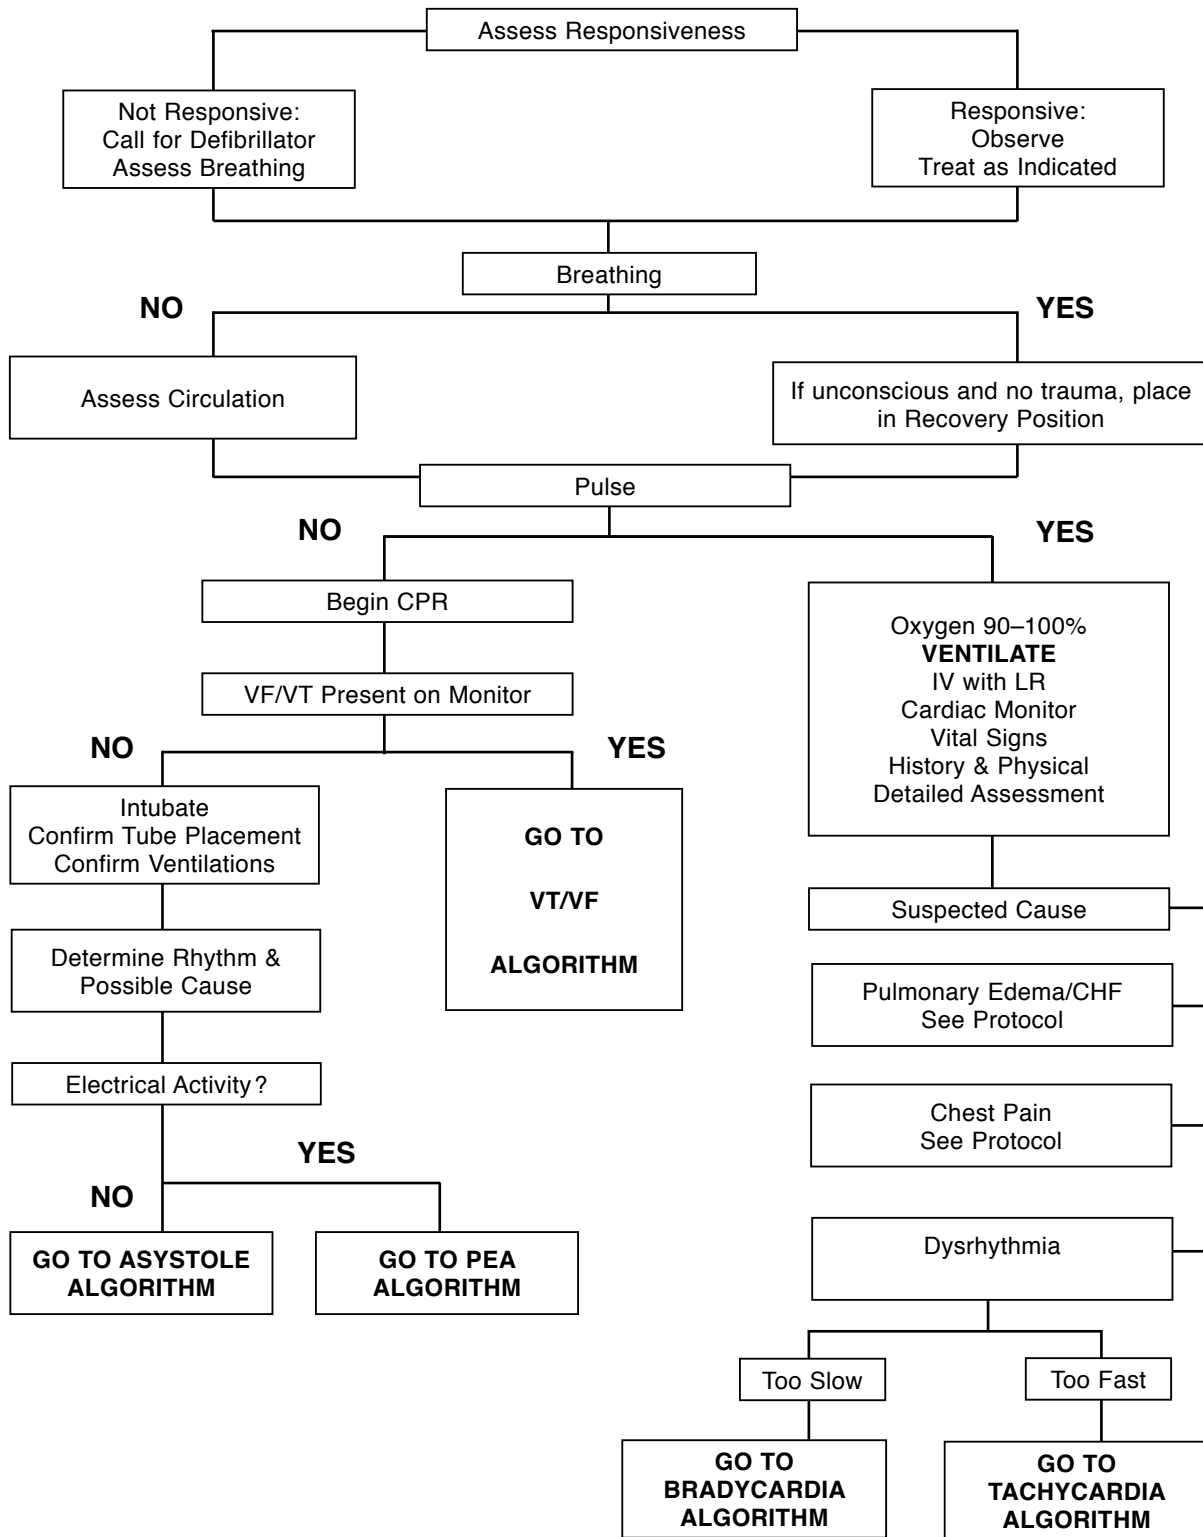 Assess Responsiveness
Not Responsive:
Call for Defibrillator
Assess Breathing
Responsive:
Observe
Treat as Indicated
Breathing
NO
YES
Assess Circulation
If unconscious and no trauma, place
in Recovery Position
Pulse
NO
YES
Begin CPR
Oxygen 90–100%
VENTILATE
IV with LR
Cardiac Monitor
Vital Signs
History & Physical
Detailed Assessment
VF/VT Present on Monitor
NO
YES
Intubate
Confirm Tube Placement
Confirm Ventilations
GO TO
VT/VF
ALGORITHM
Suspected Cause
Determine Rhythm &
Possible Cause
Pulmonary Edema/CHF
See Protocol
Electrical Activity?
Chest Pain
See Protocol
YES
NO
GO TO ASYSTOLE
ALGORITHM
GO TO PEA
ALGORITHM
Dysrhythmia
Too Slow
Too Fast
GO TO
BRADYCARDIA
ALGORITHM
GO TO
TACHYCARDIA
ALGORITHM